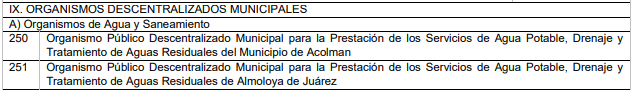 IX. ORGANISMOS DESCENTRALIZADOS MUNICIPALES
A) Organismos de Agua y Saneamiento
250 Organismo Público Descentralizado Municipal para la Prestación de los Servicios de Agua Potable, Drenaje y
Tratamiento de Aguas Residuales del Municipio de Acolman
251 Organismo Público Descentralizado Municipal para la Prestación de los Servicios de Agua Potable, Drenaje y
Tratamiento de Aguas Residuales de Almoloya de Juárez